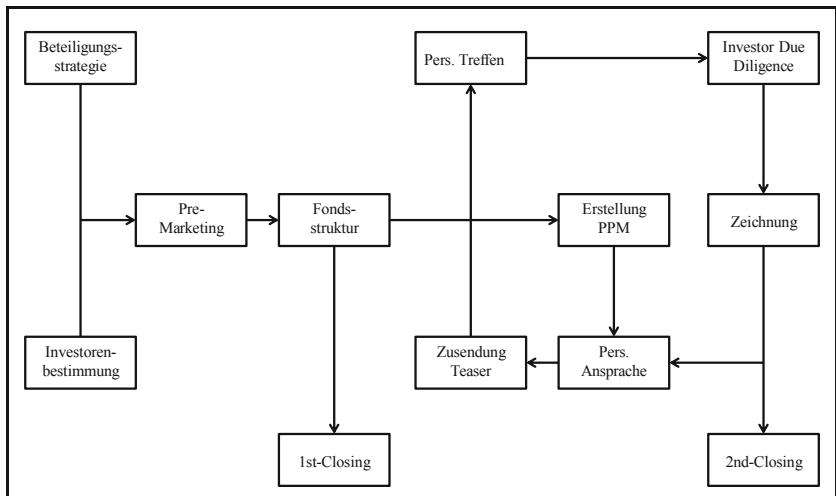 Beteiligungs-
strategie
Pers. Treffen
Investor Due
Diligence
Pre-
Marketing
Fonds-
struktur
Erstellung
PPM
Zeichnung
Investoren-
bestimmung
Zusendung
Teaser
Pers.
Ansprache
1st-Closing
2nd-Closing